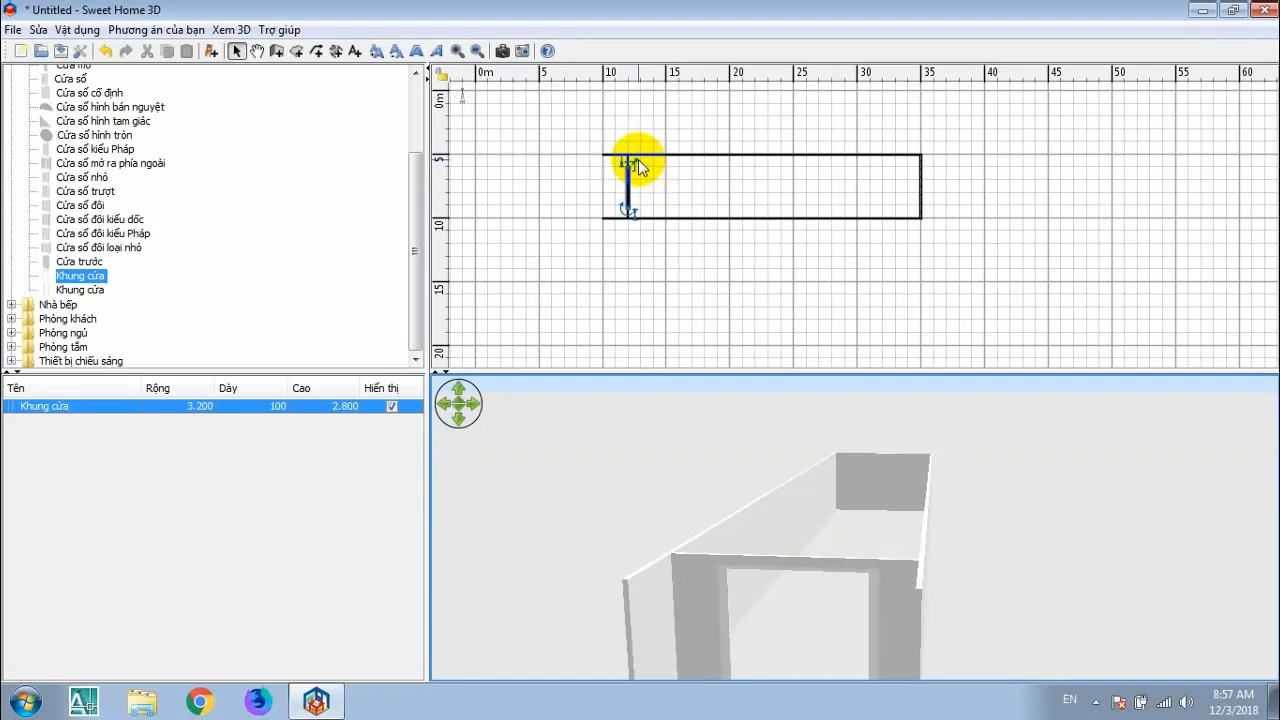 * Untitled - Sweet Home 3D
File Sửa Vật dụng Phương án của bạn Xem 3D Trợ giúp
Cửa sổ
Cửa sổ cố định
Cửa sổ hình bán nguyệt
Cửa sổ hình tam giác
Cửa sổ hình tròn
Cửa sổ kiểu Pháp
Cửa sổ mở ra phía ngoài
Cửa sổ nhỏ
Cửa sổ trượt
Cửa sổ đôi
Cửa sổ đôi kiểu dốc
Cửa sổ đôi kiểu Pháp
Cửa sổ đôi loại nhỏ
Cửa trước
Khung cửa
Khung cửa
Nhà bếp
Phòng khách
Phòng ngủ
Phòng tắm
Thiết bị chiếu sáng
0m 5 10 15 20 25 30 35 40 45 50 55 60
0m
5
10
15
20
Tên Rộng Dày Cao Hiển thị
Khung cửa 3.200 100 2.800
EN
8:57 AM
12/3/2018